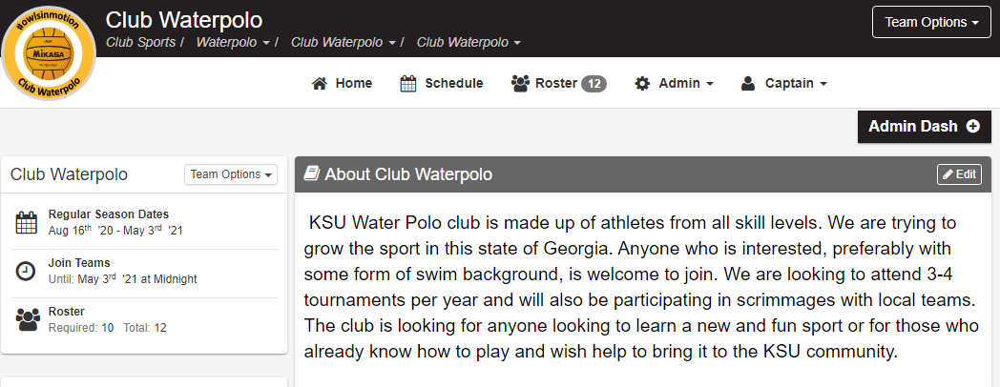 #owlsinmotion
MIKASA
Club Waterpolo
Club Waterpolo
Club Sports / Waterpolo / Club Waterpolo / Club Waterpolo
Team Options
Home Schedule Roster 12 Admin Captain
Admin Dash
Club Waterpolo Team Options
Regular Season Dates
Aug 16th '20 - May 3rd '21
Join Teams
Until: May 3rd '21 at Midnight
Roster
Required: 10 Total: 12
About Club Waterpolo Edit
KSU Water Polo club is made up of athletes from all skill levels. We are trying to
grow the sport in this state of Georgia. Anyone who is interested, preferably with
some form of swim background, is welcome to join. We are looking to attend 3-4
tournaments per year and will also be participating in scrimmages with local teams.
The club is looking for anyone looking to learn a new and fun sport or for those who
already know how to play and wish help to bring it to the KSU community.